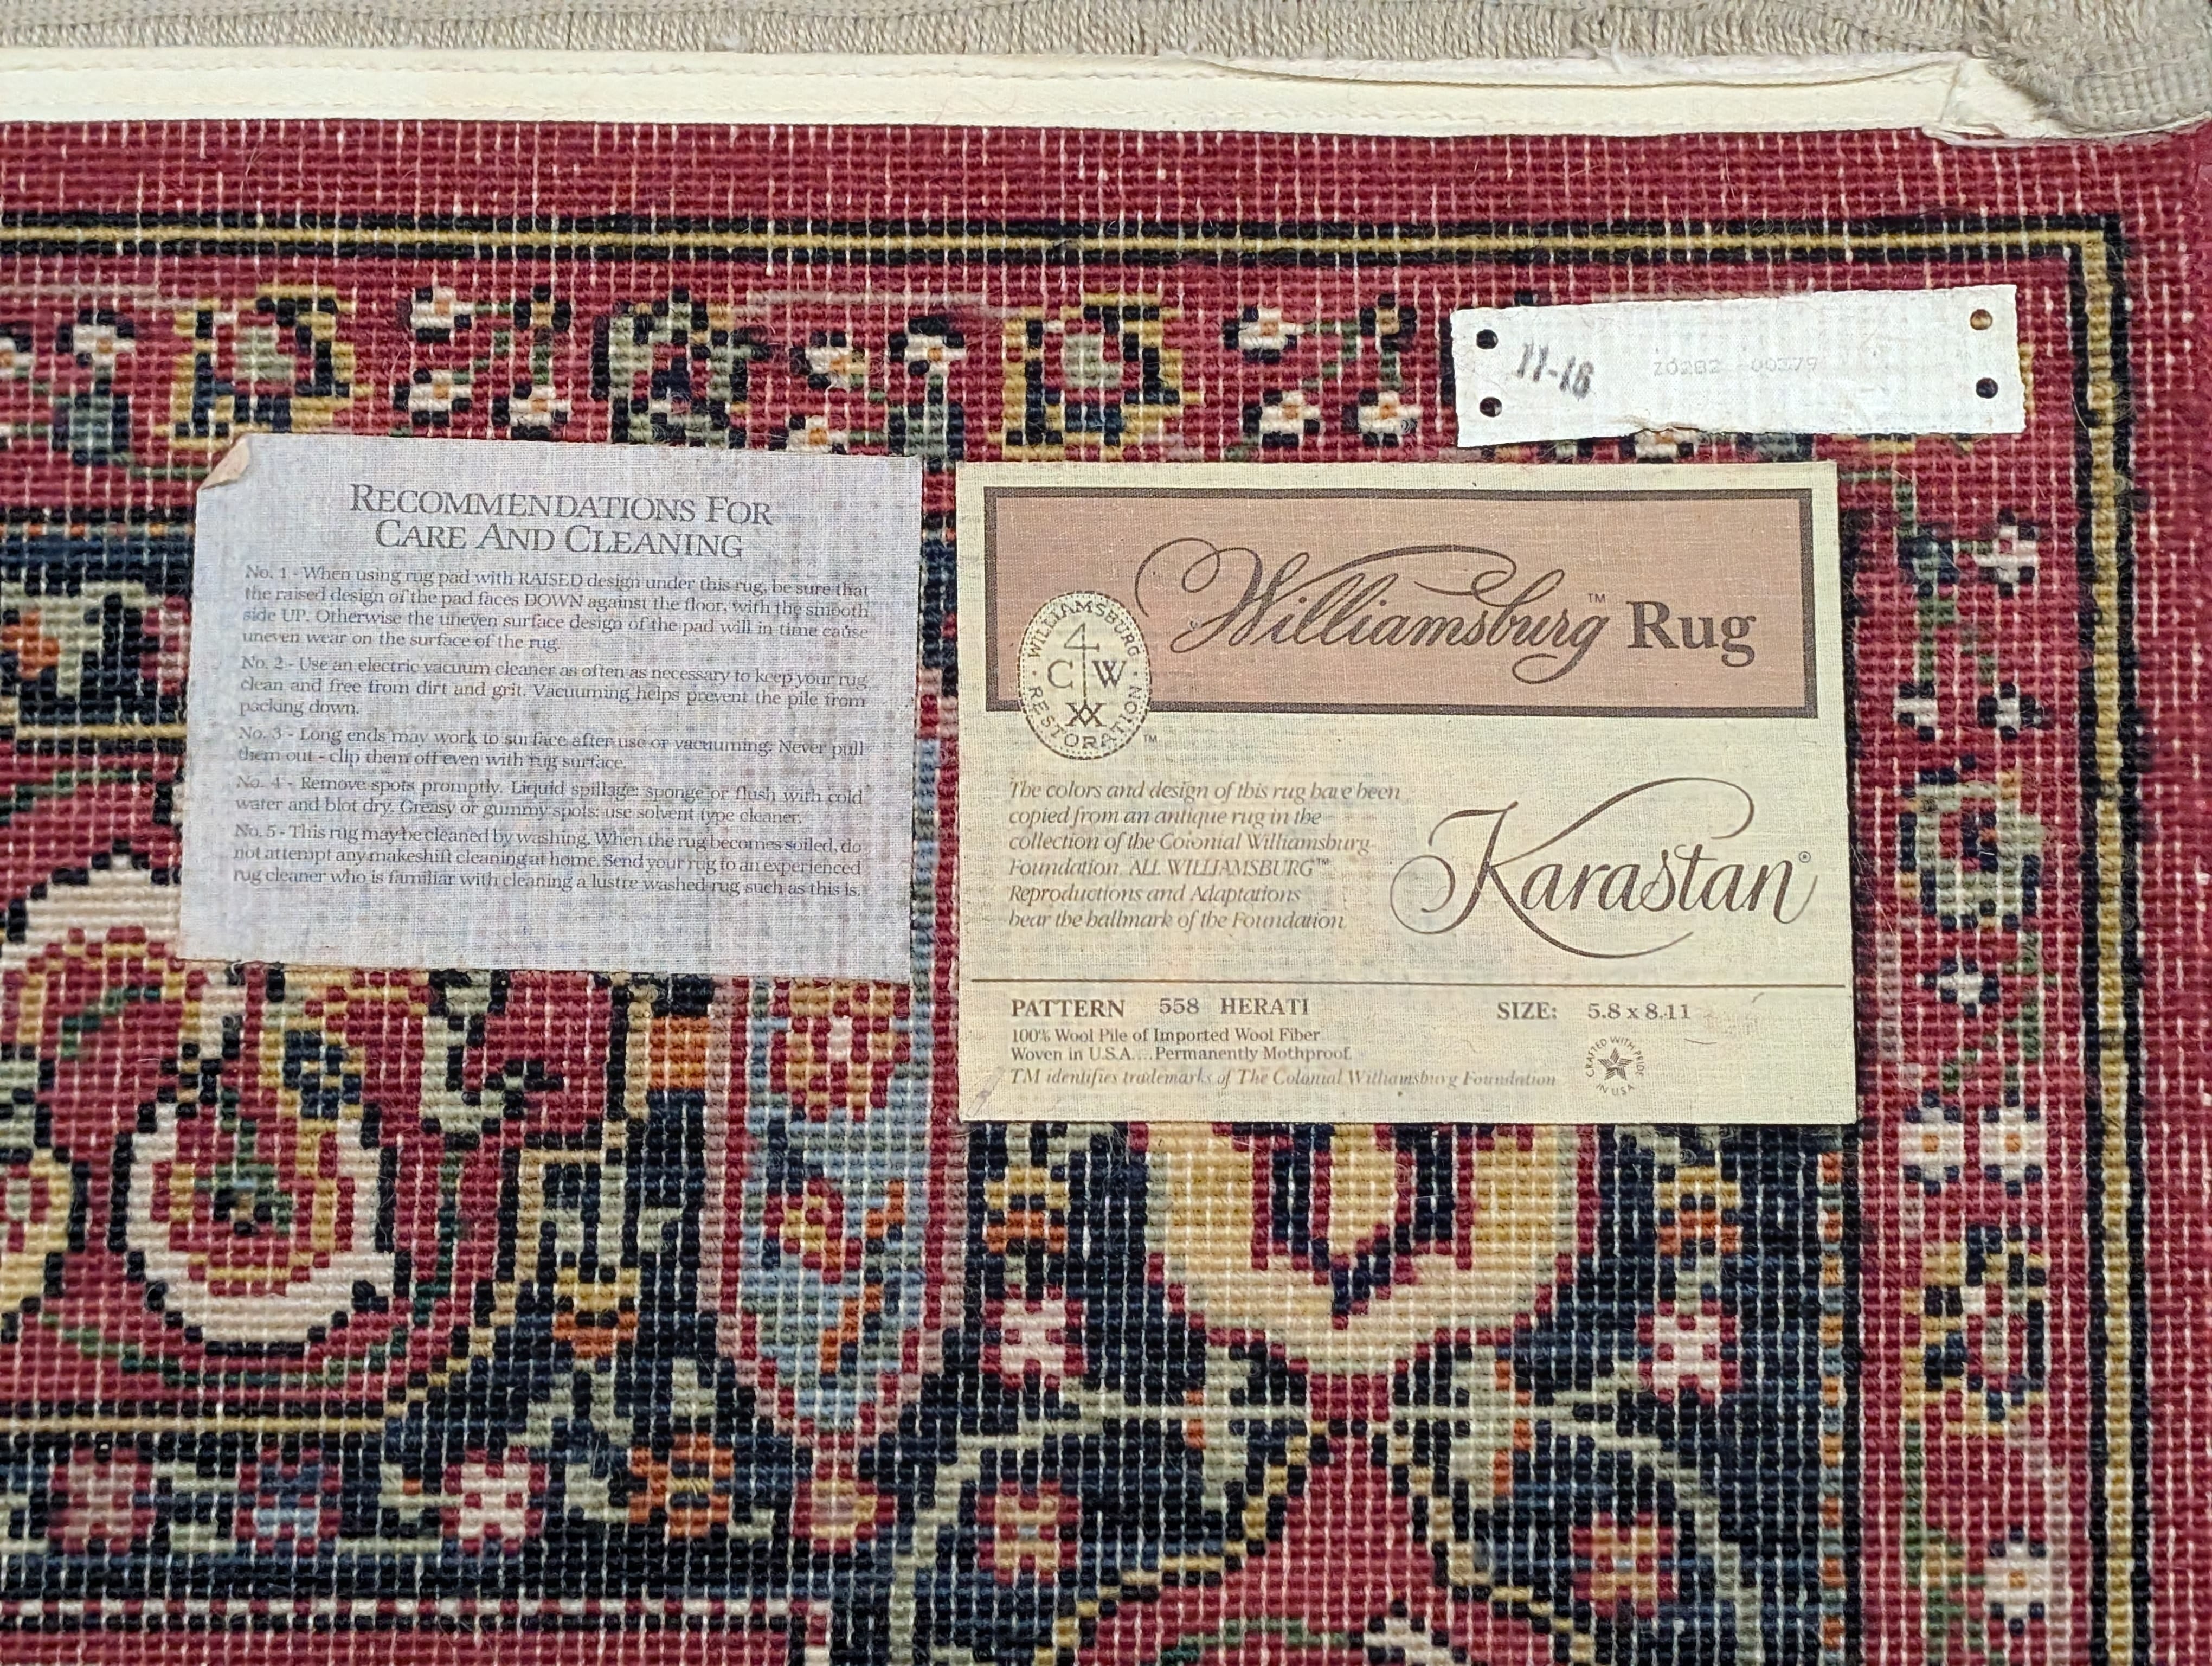 11-16 20282 00379
RECOMMENDATIONS FOR
CARE AND CLEANING
No. 1 - When using rug pad with RAISED design under this rug, be sure that
the raised design of the pad faces DOWN against the floor, with the smooth
side UP. Otherwise the uneven surface design of the pad will in time cause
uneven wear on the surface of the rug.
No. 2 - Use an electric vacuum cleaner as often as necessary to keep your rug
clean and free from dirt and grit. Vacuuming helps prevent the pile from
packing down.
No. 3 - Long ends may work to surface after use or vacuuming: Never pull
them out - clip them off even with rug surface.
No. 4 - Remove spots promptly. Liquid spillage: sponge or flush with cold
water and blot dry. Greasy or gummy spots: use solvent type cleaner.
No. 5 - This rug may be cleaned by washing. When the rug becomes soiled, do
not attempt any makeshift cleaning at home. Send your rug to an experienced
rug cleaner who is familiar with cleaning a lustre washed rug such as this is.
Williamsburg™ Rug
WILLIAMSBURG
4
C W
XX
RESTORATION ™
The colors and design of this rug have been
copied from an antique rug in the
collection of the Colonial Williamsburg
Foundation. ALL WILLIAMSBURG™
Reproductions and Adaptations
bear the hallmark of the Foundation.
Karastan®
PATTERN 558 HERATI SIZE: 5.8 x 8.11
100% Wool Pile of Imported Wool Fiber
Woven in U.S.A....Permanently Mothproof.
TM identifies trademarks of The Colonial Williamsburg Foundation
CRAFTED WITH PRIDE
IN USA